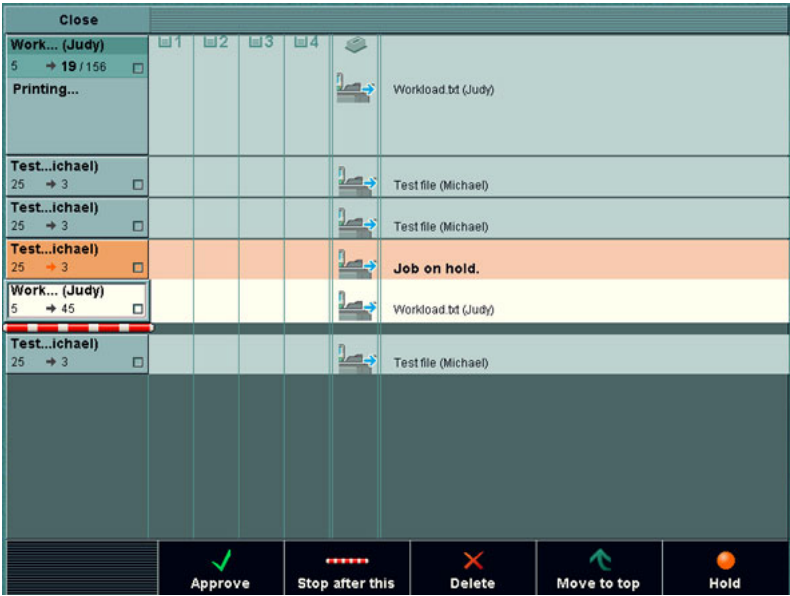 Close
Work... (Judy)
1 2 3 4
5 → 19 / 156
Printing...
Workload.txt (Judy)
Test...ichael)
25 → 3
Test file (Michael)
Test...ichael)
25 → 3
Test file (Michael)
Test...ichael)
25 → 3
Job on hold.
Work... (Judy)
5 → 45
Workload.txt (Judy)
Test...ichael)
25 → 3
Test file (Michael)
Approve
Stop after this
Delete
Move to top
Hold